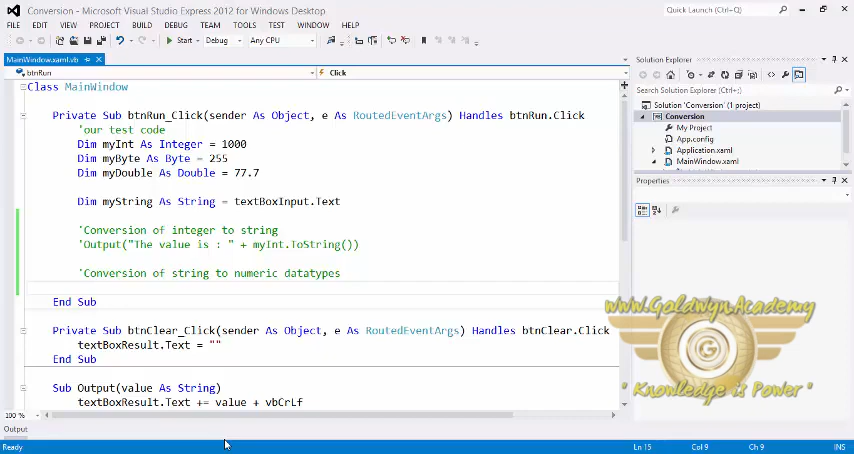 Conversion - Microsoft Visual Studio Express 2012 for Windows Desktop
Quick Launch (Ctrl+Q)
FILE EDIT VIEW PROJECT BUILD DEBUG TEAM TOOLS TEST WINDOW HELP
Start Debug Any CPU
MainWindow.xaml.vb
btnRun
Click
Class MainWindow
Private Sub btnRun_Click(sender As Object, e As RoutedEventArgs) Handles btnRun.Click
'our test code
Dim myInt As Integer = 1000
Dim myByte As Byte = 255
Dim myDouble As Double = 77.7
Dim myString As String = textBoxInput.Text
'Conversion of integer to string
'Output("The value is : " + myInt.ToString())
'Conversion of string to numeric datatypes
End Sub
Private Sub btnClear_Click(sender As Object, e As RoutedEventArgs) Handles btnClear.Click
textBoxResult.Text = ""
End Sub
Sub Output(value As String)
textBoxResult.Text += value + vbCrLf
100 %
Output
Ready
Ln 15 Col 9 Ch 9 INS
Solution Explorer
Search Solution Explorer (Ctrl+;)
Solution 'Conversion' (1 project)
Conversion
My Project
App.config
Application.xaml
MainWindow.xaml
Properties
www.GoldwynAcademy
G
" Knowledge is Power "